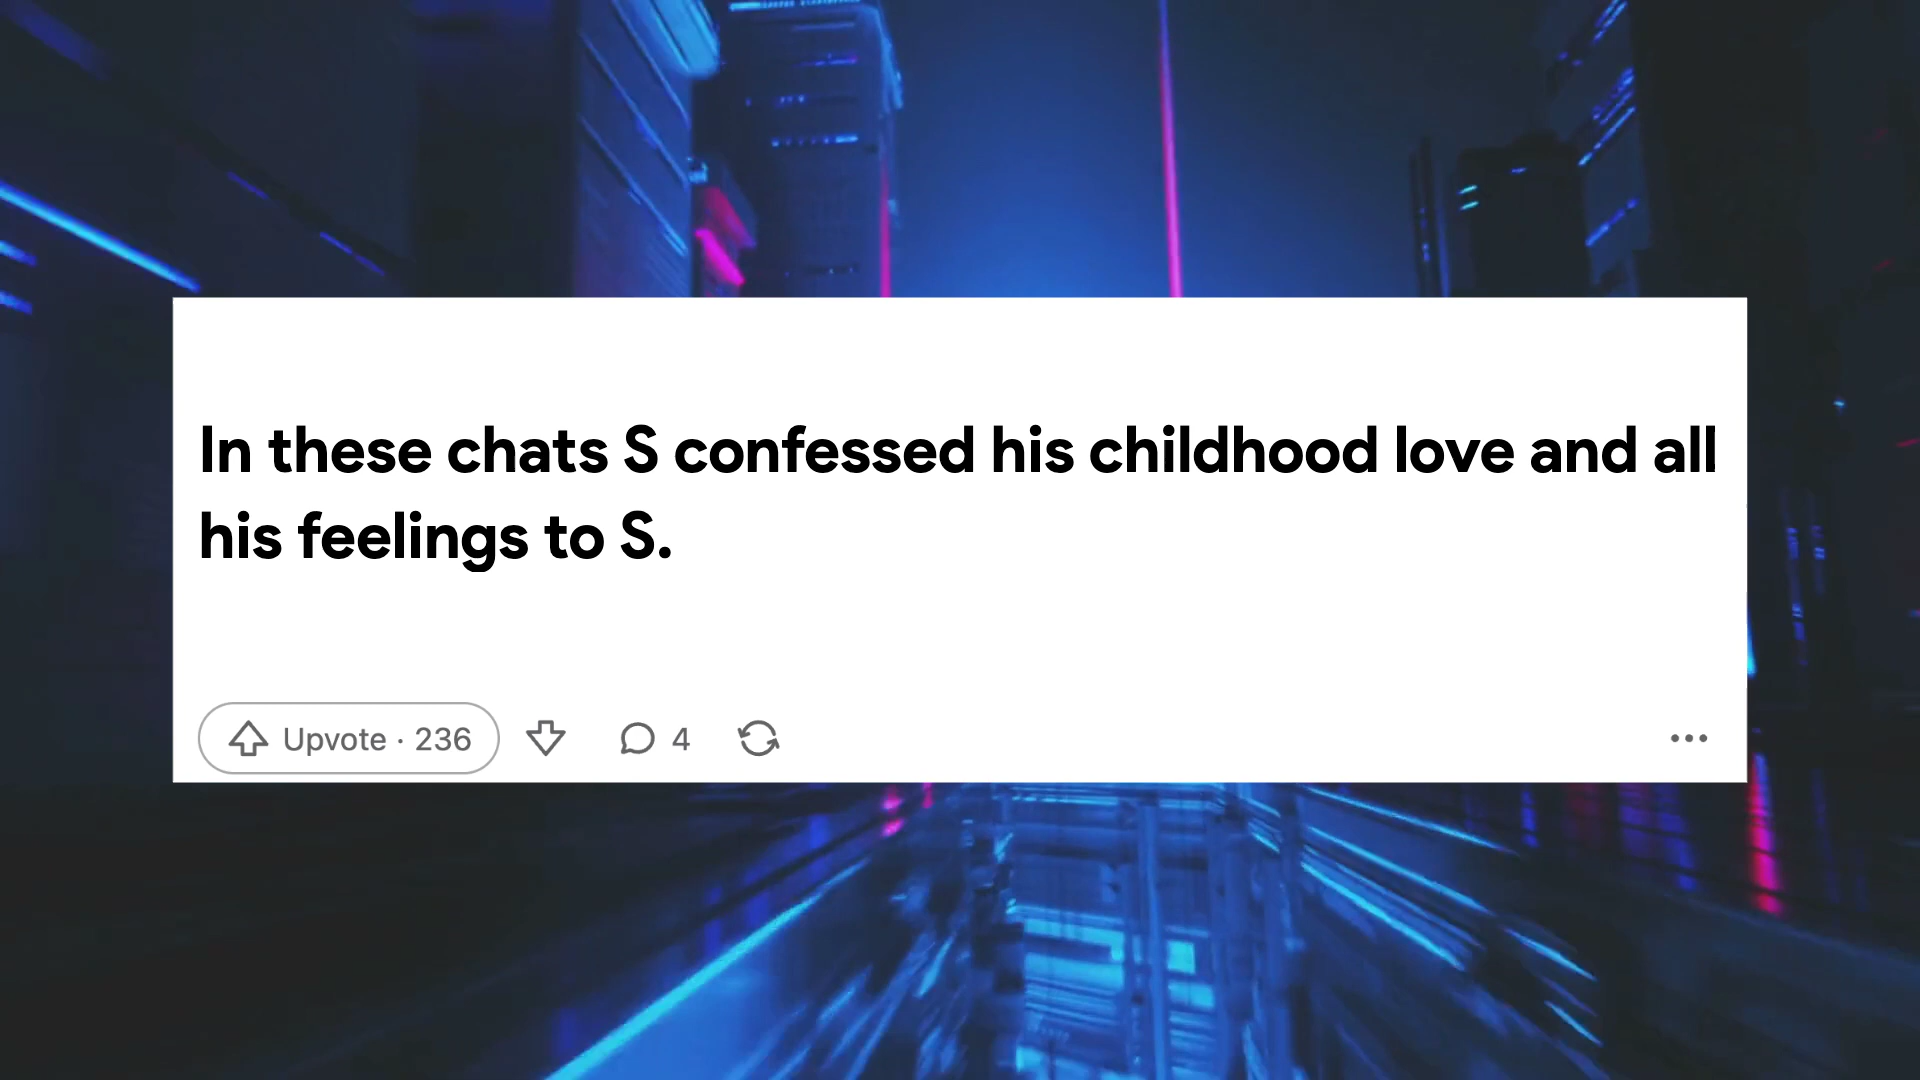 In these chats S confessed his childhood love and all
his feelings to S.
Upvote · 236
4